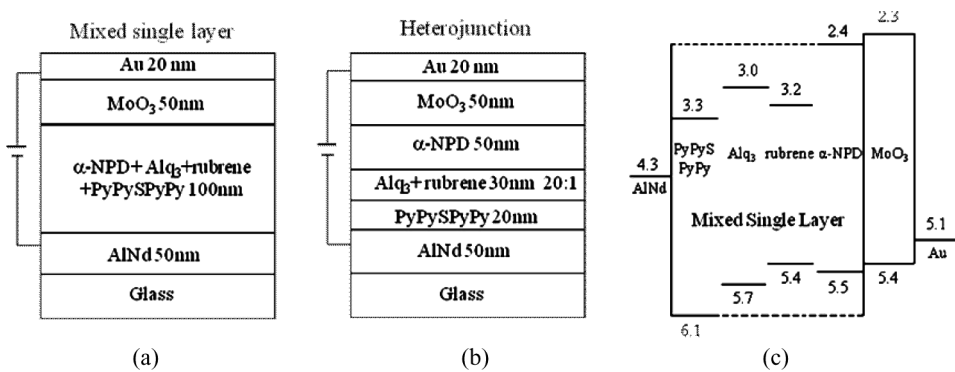 Mixed single layer
Au 20 nm
MoO₃ 50nm
α-NPD+ Alq₃+rubrene
+PyPySPyPy 100nm
AlNd 50nm
Glass
(a)
Heterojunction
Au 20 nm
MoO₃ 50nm
α-NPD 50nm
Alq₃+ rubrene 30nm 20:1
PyPySPyPy 20nm
AlNd 50nm
Glass
(b)
2.3
2.4
3.0
3.2
3.3
PyPyS
PyPy
Alq₃ rubrene α-NPD MoO₃
4.3
AlNd
Mixed Single Layer
5.1
Au
5.4
5.4
5.5
5.7
6.1
(c)